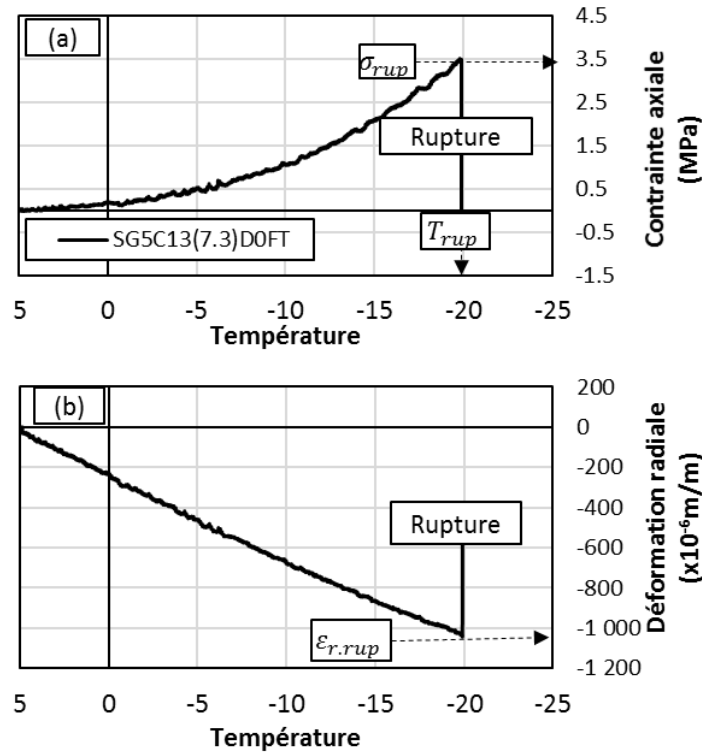 (a)
σrup
Rupture
Trup
SG5C13(7.3)D0FT
4.5
3.5
2.5
1.5
0.5
-0.5
-1.5
Contrainte axiale
(MPa)
5 0 -5 -10 -15 -20 -25
Température
(b)
Rupture
εr.rup
200
0
-200
-400
-600
-800
-1 000
-1 200
Déformation radiale
(x10⁻⁶m/m)
5 0 -5 -10 -15 -20 -25
Température